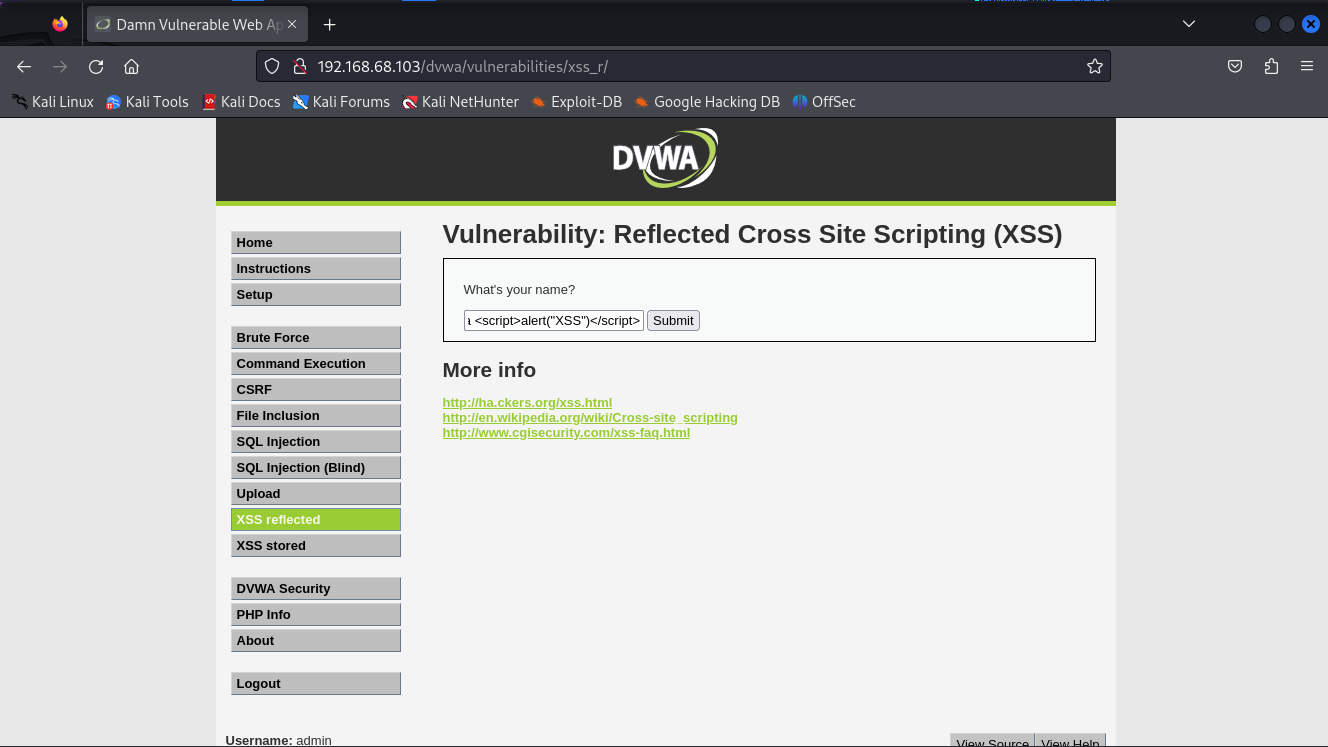 Damn Vulnerable Web Ap
192.168.68.103/dvwa/vulnerabilities/xss_r/
Kali Linux Kali Tools Kali Docs Kali Forums Kali NetHunter Exploit-DB Google Hacking DB OffSec
DVWA
Home
Instructions
Setup
Brute Force
Command Execution
CSRF
File Inclusion
SQL Injection
SQL Injection (Blind)
Upload
XSS reflected
XSS stored
DVWA Security
PHP Info
About
Logout
Username: admin
Vulnerability: Reflected Cross Site Scripting (XSS)
What's your name?
<script>alert("XSS")</script> Submit
More info
http://ha.ckers.org/xss.html
http://en.wikipedia.org/wiki/Cross-site_scripting
http://www.cgisecurity.com/xss-faq.html
View Source View Help